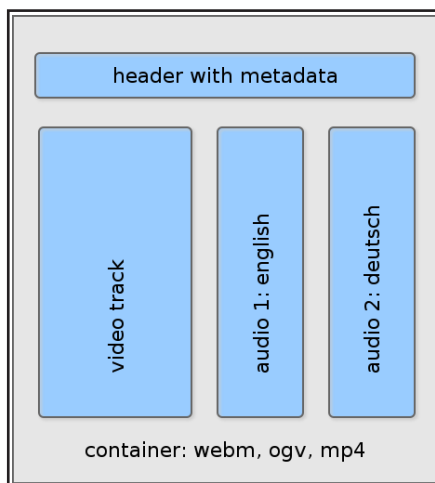 header with metadata
video track
audio 1: english
audio 2: deutsch
container: webm, ogv, mp4